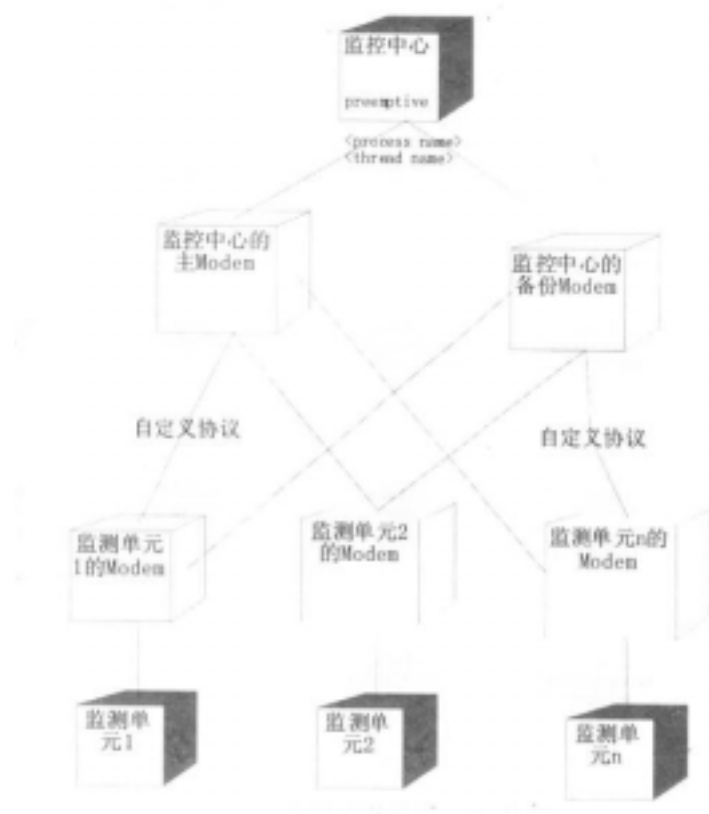 监控中心
preemptive
<process name>
<thread name>
监控中心的
主Modem
监控中心的
备份Modem
自定义协议
自定义协议
监测单元
1的Modem
监测单元2
的Modem
监测单元n的
Modem
监测单
元1
监测单
元2
监测单
元n